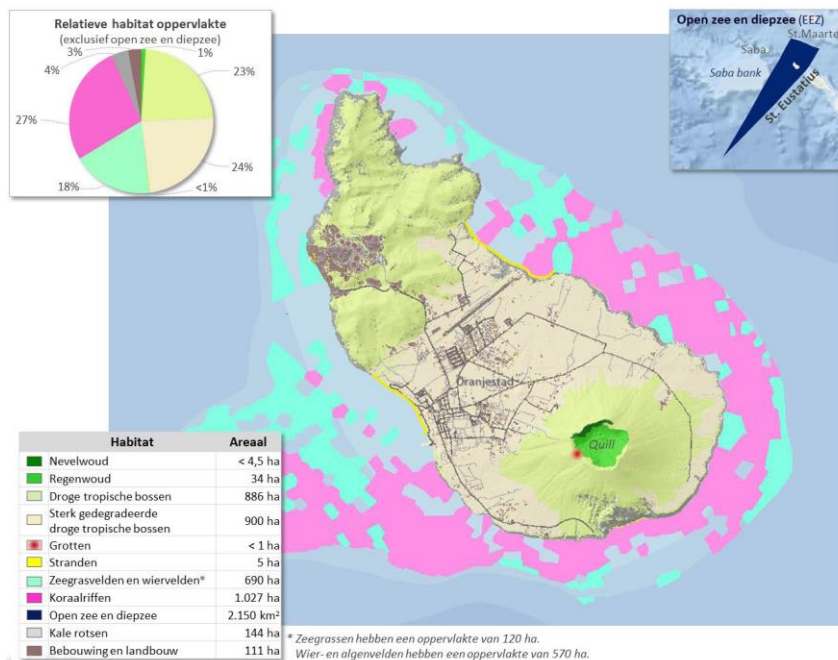 Relatieve habitat oppervlakte
(exclusief open zee en diepzee)
3%
1%
4%
23%
27%
24%
18%
<1%
Open zee en diepzee (EEZ)
St.Maarte
Saba
Saba bank
St. Eustatius
Oranjestad
Quill
Habitat Areaal
Nevelwoud < 4,5 ha
Regenwoud 34 ha
Droge tropische bossen 886 ha
Sterk gedegradeerde
droge tropische bossen 900 ha
Grotten < 1 ha
Stranden 5 ha
Zeegrasvelden en wiervelden* 690 ha
Koraalriffen 1.027 ha
Open zee en diepzee 2.150 km²
Kale rotsen 144 ha
Bebouwing en landbouw 111 ha
* Zeegrassen hebben een oppervlakte van 120 ha.
Wier- en algenvelden hebben een oppervlakte van 570 ha.